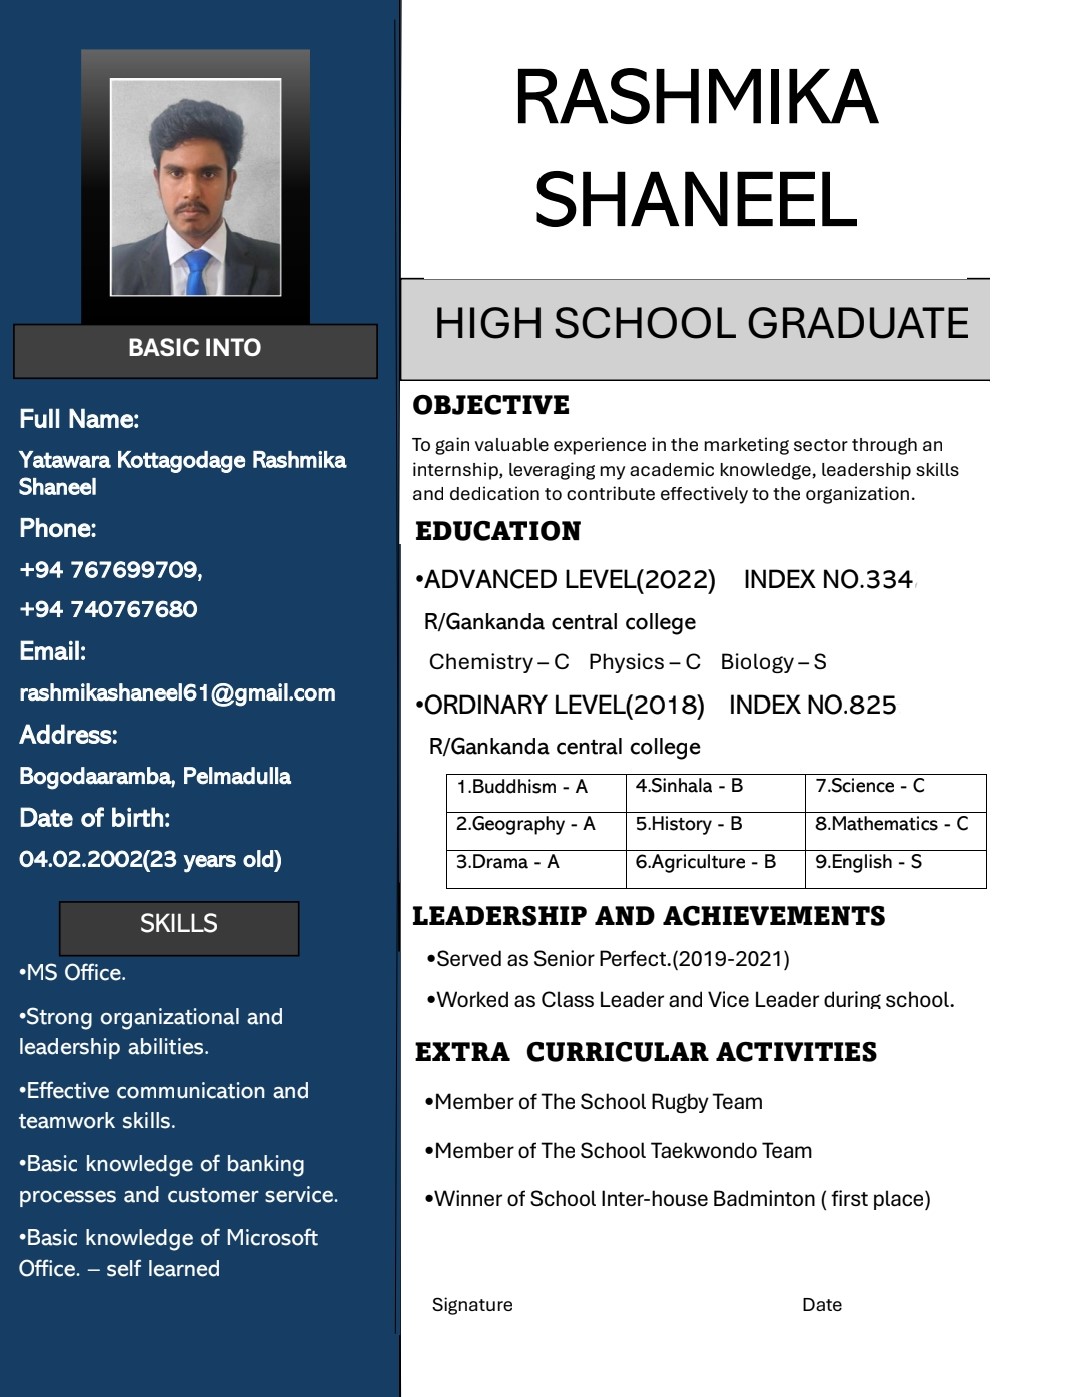 RASHMIKA
SHANEEL
HIGH SCHOOL GRADUATE
BASIC INTO
Full Name:
Yatawara Kottagodage Rashmika
Shaneel
Phone:
+94 767699709,
+94 740767680
Email:
rashmikashaneel61@gmail.com
Address:
Bogodaaramba, Pelmadulla
Date of birth:
04.02.2002(23 years old)
SKILLS
•MS Office.
•Strong organizational and
leadership abilities.
•Effective communication and
teamwork skills.
•Basic knowledge of banking
processes and customer service.
•Basic knowledge of Microsoft
Office. – self learned
OBJECTIVE
To gain valuable experience in the marketing sector through an
internship, leveraging my academic knowledge, leadership skills
and dedication to contribute effectively to the organization.
EDUCATION
•ADVANCED LEVEL(2022) INDEX NO.334
R/Gankanda central college
Chemistry – C Physics – C Biology – S
•ORDINARY LEVEL(2018) INDEX NO.825
R/Gankanda central college
1.Buddhism - A 4.Sinhala - B 7.Science - C
2.Geography - A 5.History - B 8.Mathematics - C
3.Drama - A 6.Agriculture - B 9.English - S
LEADERSHIP AND ACHIEVEMENTS
•Served as Senior Perfect.(2019-2021)
•Worked as Class Leader and Vice Leader during school.
EXTRA CURRICULAR ACTIVITIES
•Member of The School Rugby Team
•Member of The School Taekwondo Team
•Winner of School Inter-house Badminton ( first place)
Signature Date